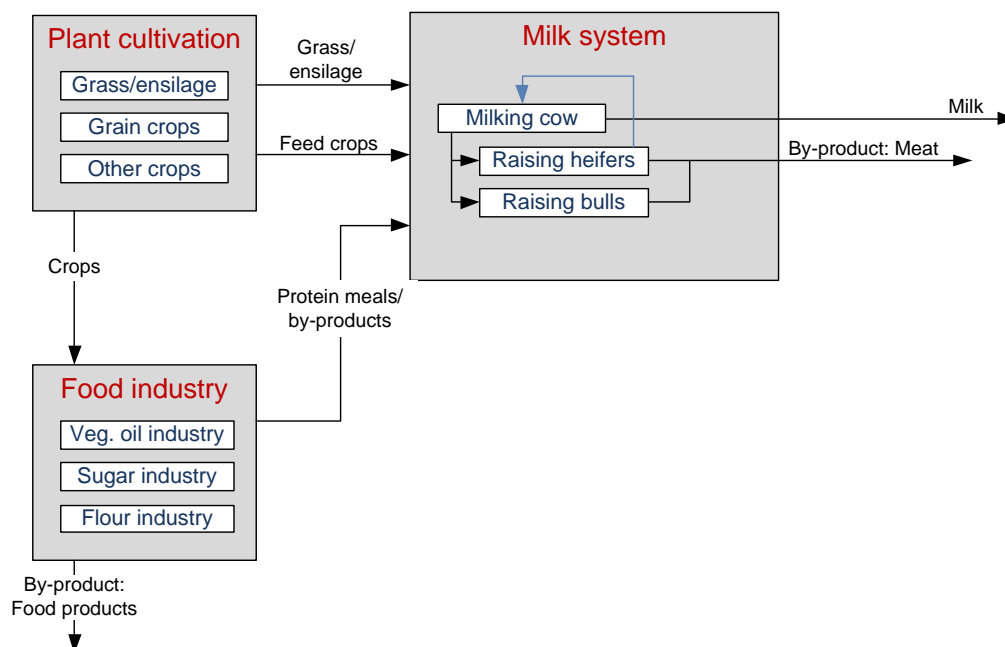 Plant cultivation
Grass/ensilage
Grain crops
Other crops
Grass/
ensilage
Feed crops
Milk system
Milking cow
Raising heifers
Raising bulls
Milk
By-product: Meat
Crops
Protein meals/
by-products
Food industry
Veg. oil industry
Sugar industry
Flour industry
By-product:
Food products